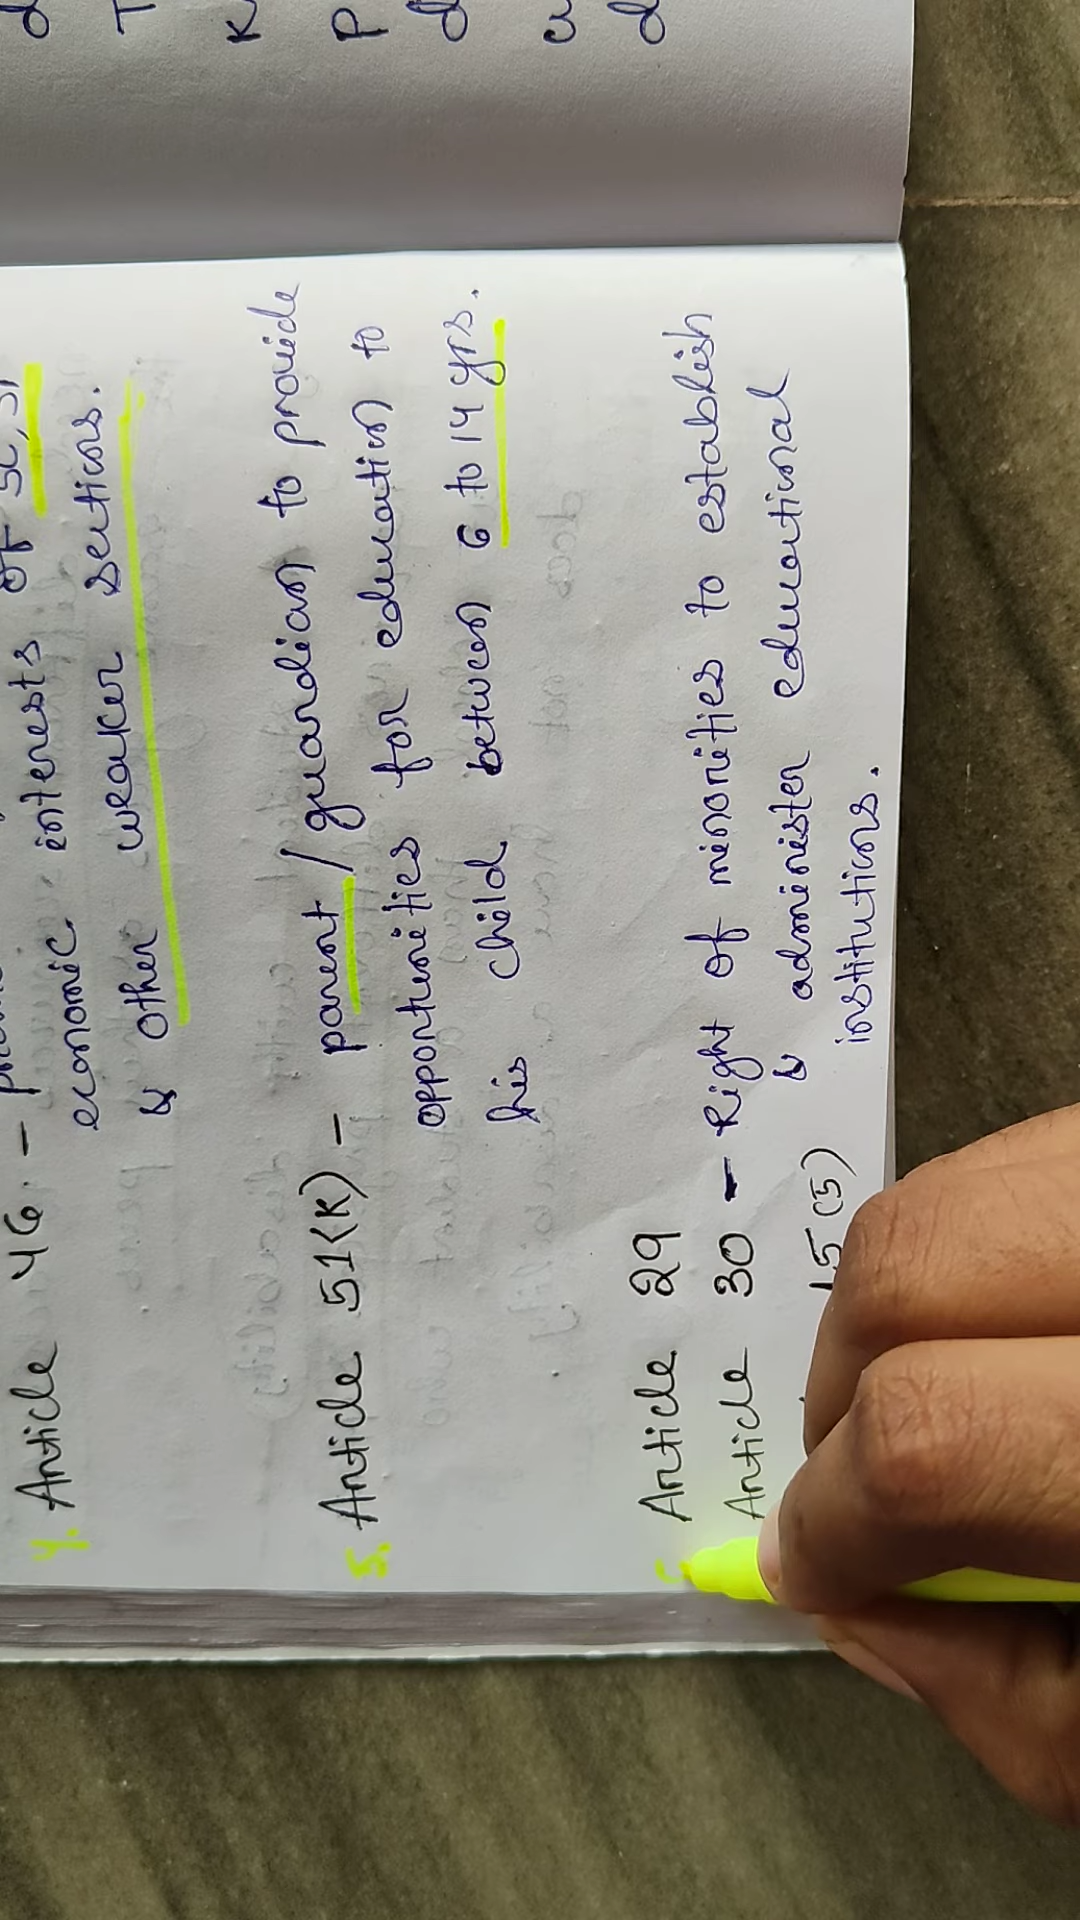 4. Article 46 -
economic interests of SC, ST
& other weaker sections.
5. Article 51(K) - parent / guardian to provide
opportunities for education to
his child between 6 to 14 yrs.
Article 29
Article 30 - Right of minorities to establish
& administer educational
15(5) institutions.